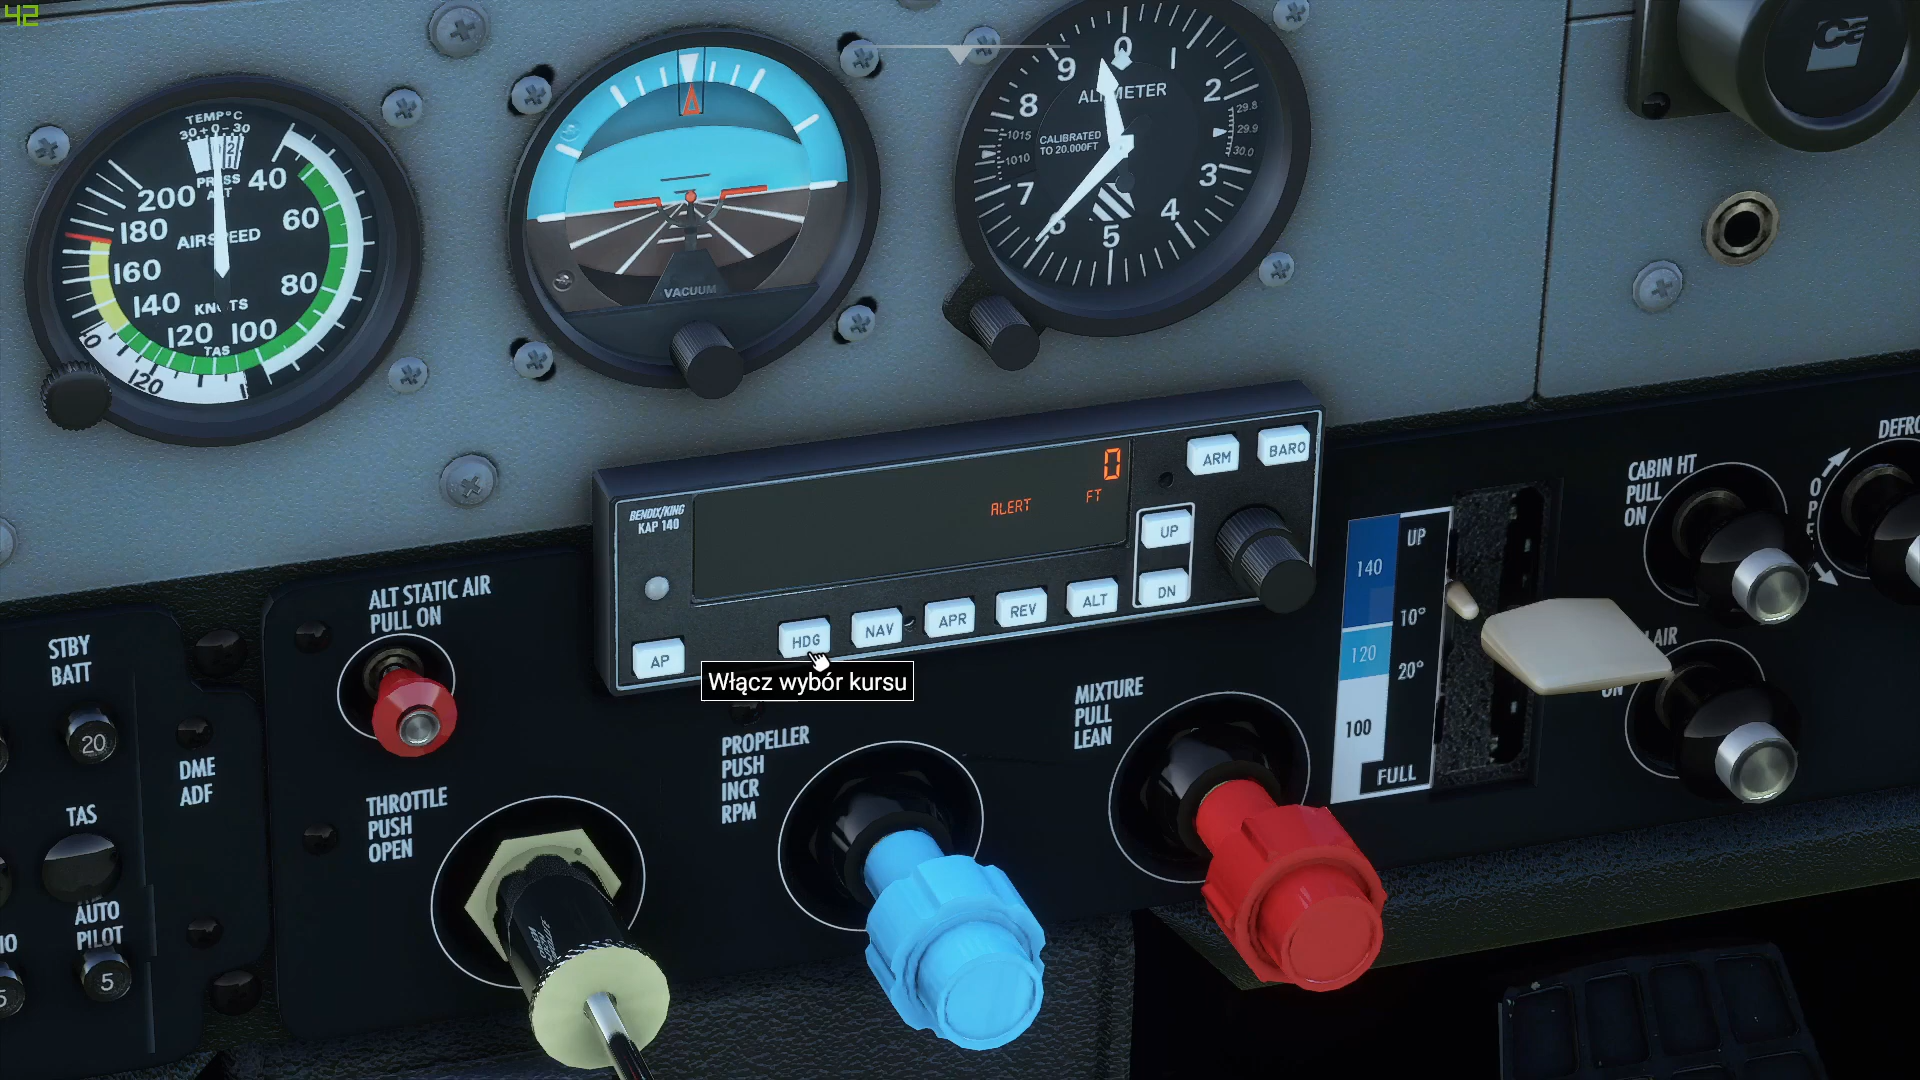 42
TEMP°C
30+0-30
PRESS
ALT
40
60
80
100
120
140
160
180
200
AIRSPEED
KNOTS
TAS
120
VACUUM
0
1
2
3
4
5
6
7
8
9
ALTIMETER
CALIBRATED
TO 20.000FT
1015
1010
29.8
29.9
30.0
BENDIX/KING
KAP 140
0
ALERT
FT
ARM
BARO
UP
DN
AP
HDG
NAV
APR
REV
ALT
Włącz wybór kursu
ALT STATIC AIR
PULL ON
STBY
BATT
20
DME
ADF
TAS
AUTO
PILOT
5
THROTTLE
PUSH
OPEN
PROPELLER
PUSH
INCR
RPM
MIXTURE
PULL
LEAN
140
120
100
UP
10°
20°
FULL
CABIN HT
PULL
ON
AIR
ON